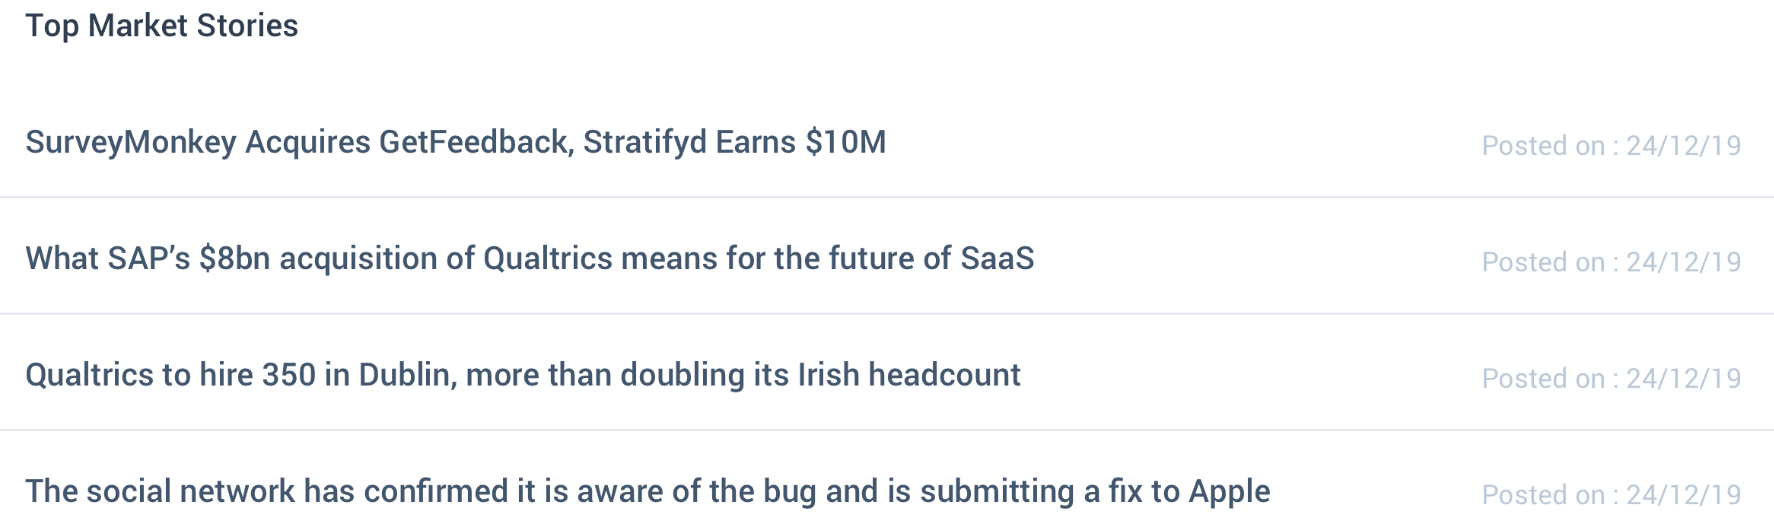 Top Market Stories
SurveyMonkey Acquires GetFeedback, Stratifyd Earns $10M Posted on : 24/12/19
What SAP’s $8bn acquisition of Qualtrics means for the future of SaaS Posted on : 24/12/19
Qualtrics to hire 350 in Dublin, more than doubling its Irish headcount Posted on : 24/12/19
The social network has confirmed it is aware of the bug and is submitting a fix to Apple Posted on : 24/12/19